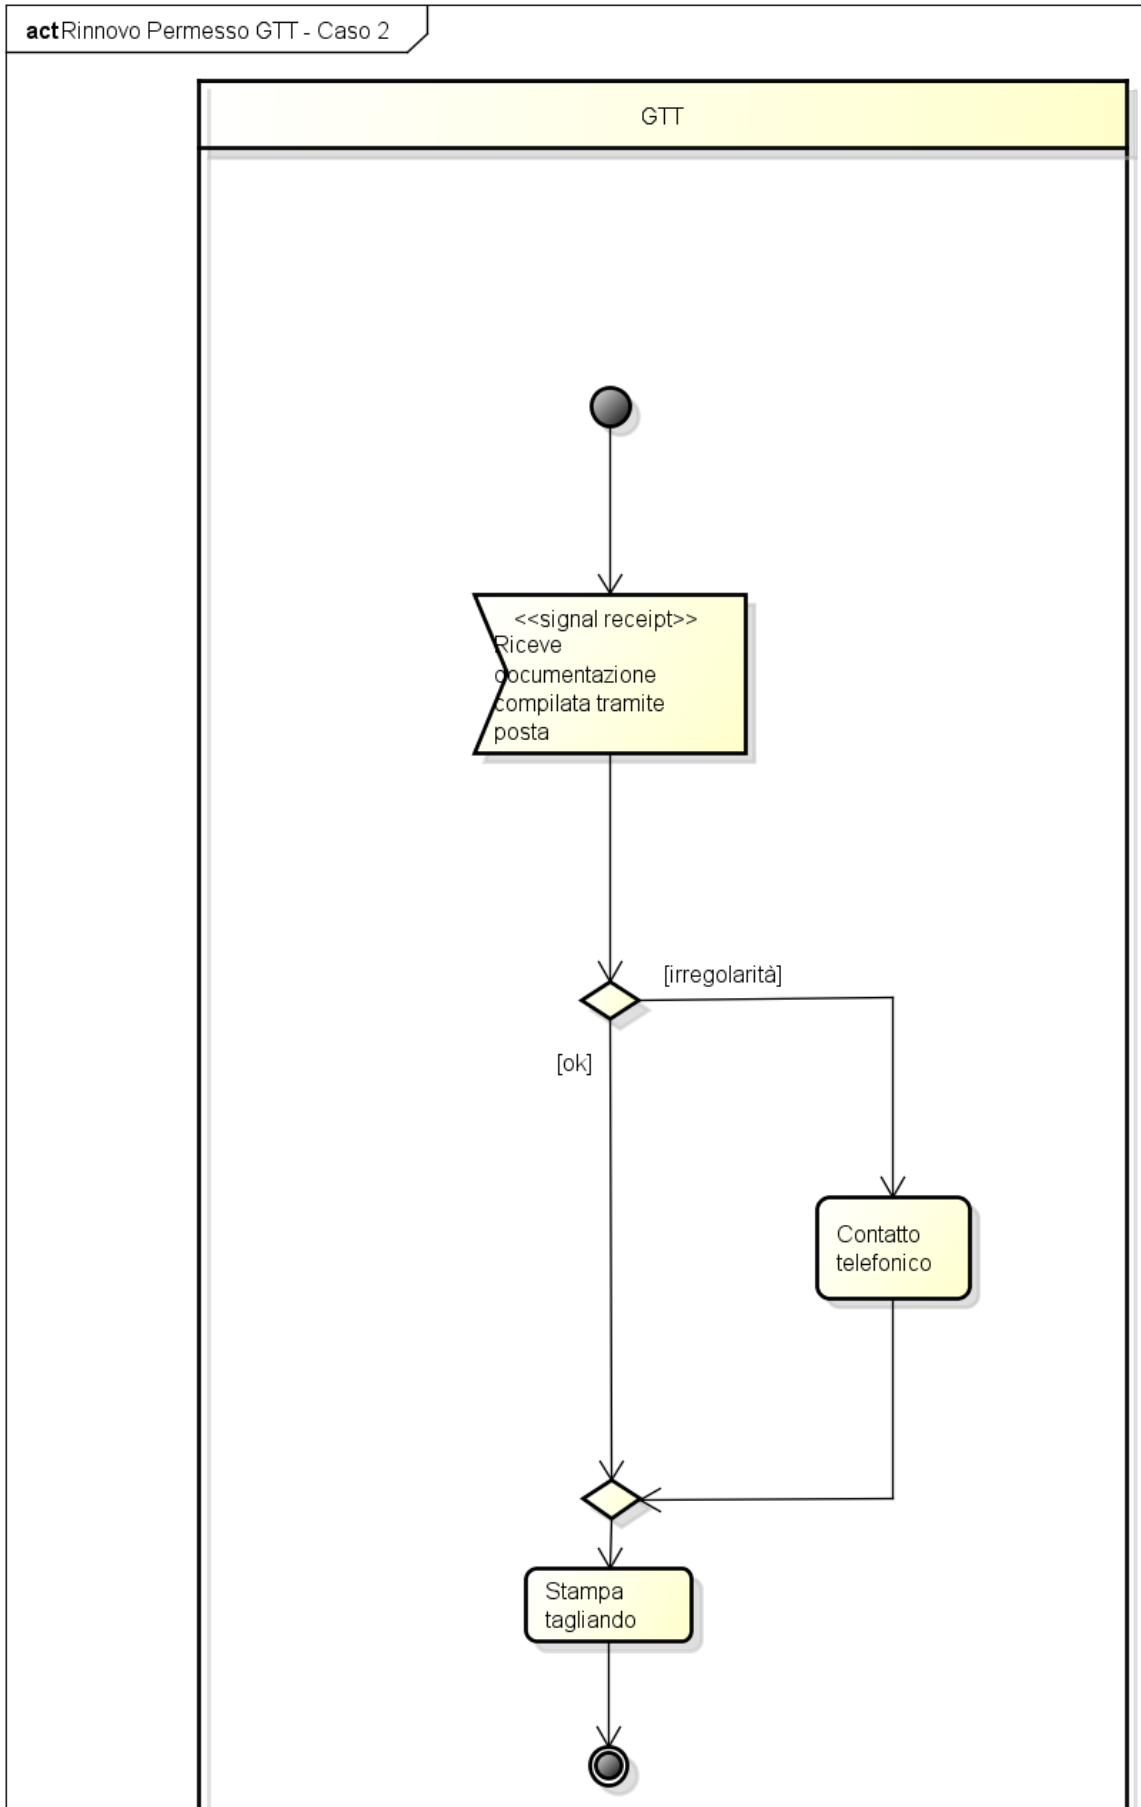 act Rinnovo Permesso GTT - Caso 2
GTT
<<signal receipt>>
Riceve
documentazione
compilata tramite
posta
[irregolarità]
[ok]
Contatto
telefonico
Stampa
tagliando